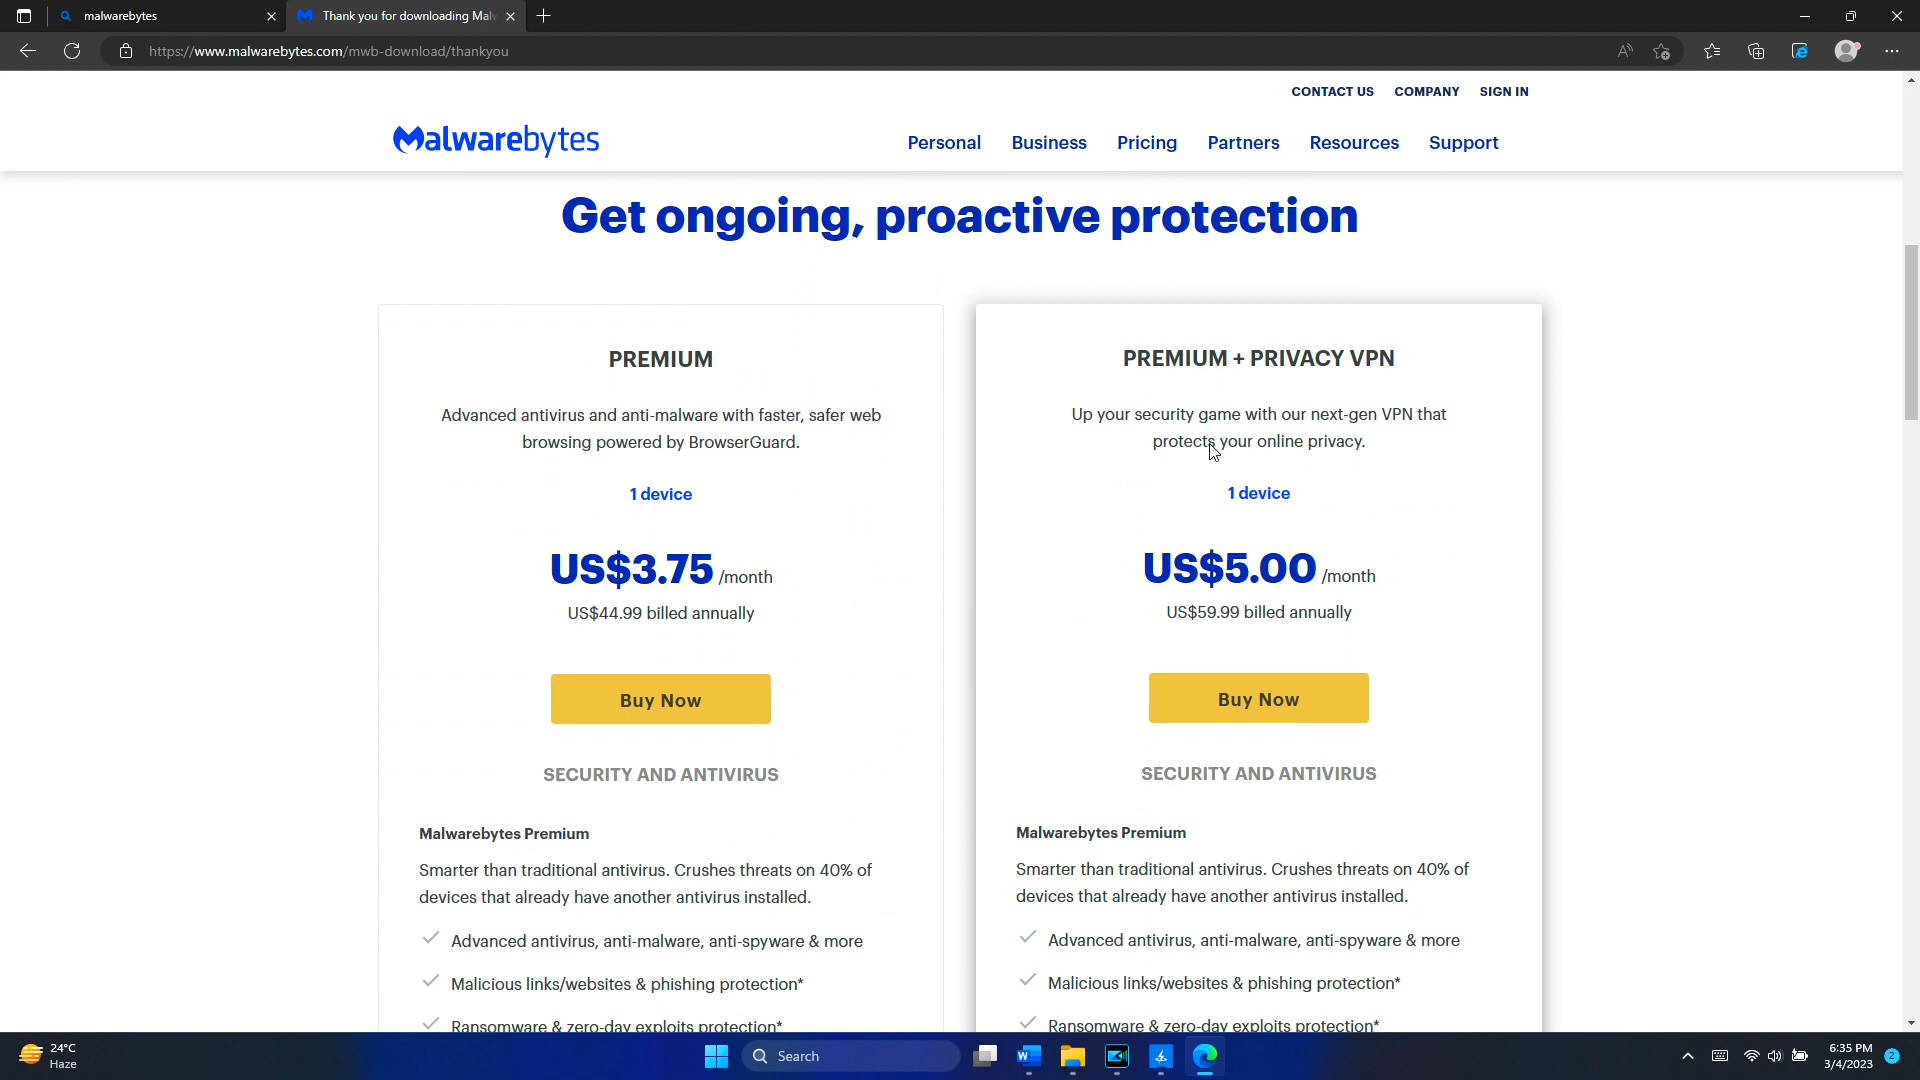 malwarebytes
Thank you for downloading Malw
https://www.malwarebytes.com/mwb-download/thankyou
CONTACT US COMPANY SIGN IN
Malwarebytes
Personal Business Pricing Partners Resources Support
Get ongoing, proactive protection
PREMIUM
Advanced antivirus and anti-malware with faster, safer web
browsing powered by BrowserGuard.
1 device
US$3.75 /month
US$44.99 billed annually
Buy Now
SECURITY AND ANTIVIRUS
Malwarebytes Premium
Smarter than traditional antivirus. Crushes threats on 40% of
devices that already have another antivirus installed.
Advanced antivirus, anti-malware, anti-spyware & more
Malicious links/websites & phishing protection*
Ransomware & zero-day exploits protection*
PREMIUM + PRIVACY VPN
Up your security game with our next-gen VPN that
protects your online privacy.
1 device
US$5.00 /month
US$59.99 billed annually
Buy Now
SECURITY AND ANTIVIRUS
Malwarebytes Premium
Smarter than traditional antivirus. Crushes threats on 40% of
devices that already have another antivirus installed.
Advanced antivirus, anti-malware, anti-spyware & more
Malicious links/websites & phishing protection*
Ransomware & zero-day exploits protection*
24°C
Haze
Search
6:35 PM
3/4/2023
2